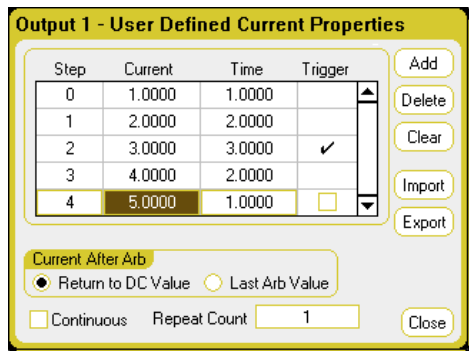 Output 1 - User Defined Current Properties
Step Current Time Trigger
0 1.0000 1.0000
1 2.0000 2.0000
2 3.0000 3.0000 ✓
3 4.0000 2.0000
4 5.0000 1.0000
Add
Delete
Clear
Import
Export
Current After Arb
Return to DC Value Last Arb Value
Continuous Repeat Count 1
Close